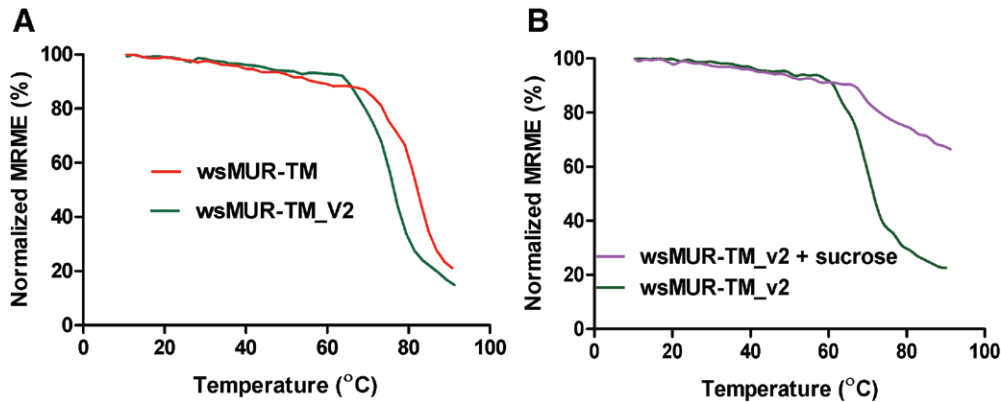 A
Normalized MRME (%)
100
80
60
40
20
0
wsMUR-TM
wsMUR-TM_V2
0 20 40 60 80 100
Temperature (°C)
B
Normalized MRME (%)
100
80
60
40
20
0
wsMUR-TM_v2 + sucrose
wsMUR-TM_v2
0 20 40 60 80 100
Temperature (°C)